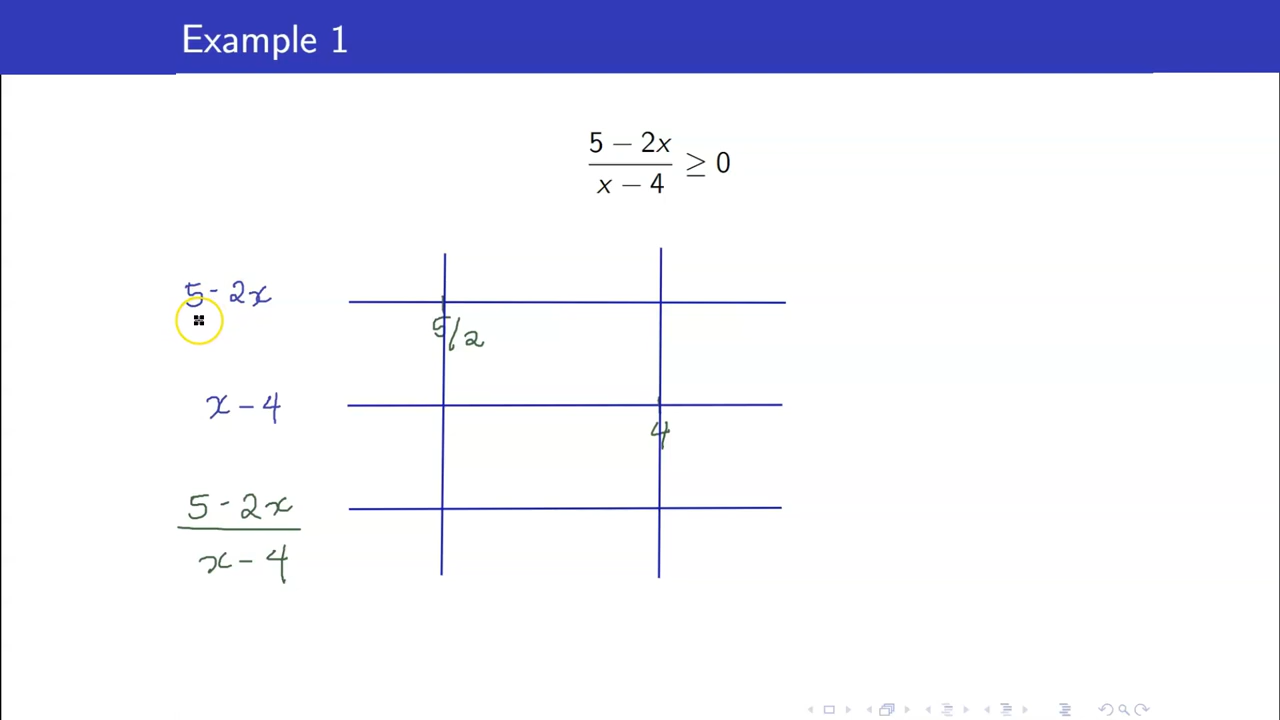 Example 1
5 − 2x
x − 4
≥ 0
5 - 2x
5/2
x - 4
4
5 - 2x
x - 4